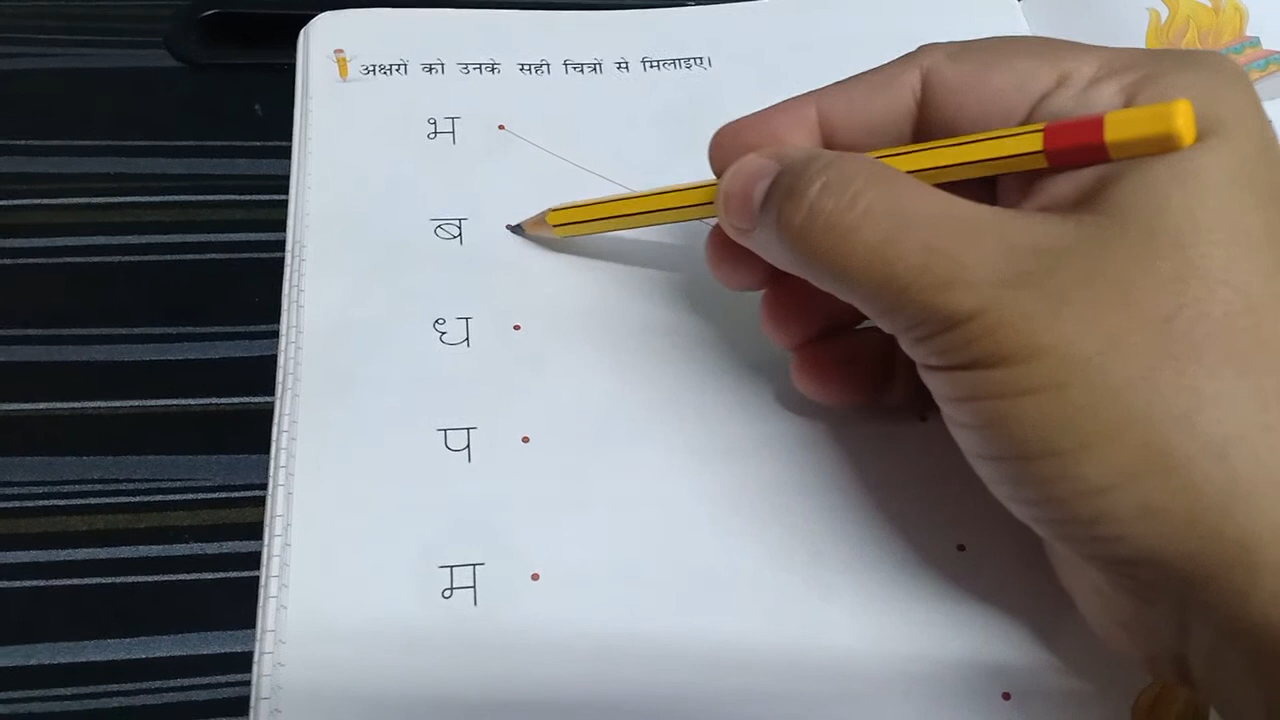 अक्षरों को उनके सही चित्रों से मिलाइए।
भ
ब
ध
प
म